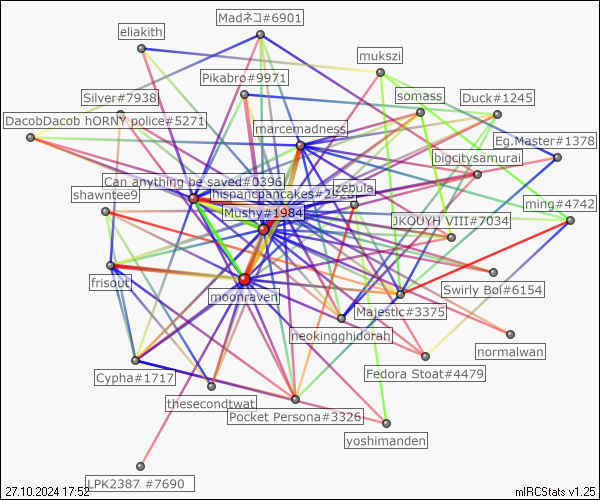 Madネコ#6901
eliakith
mukszi
Pikabro#9971
Silver#7938
somass
Duck#1245
DacobDacob hORNY police#5271
marcemadness
Eg.Master#1378
bigcitysamurai
Can anything be saved#0396
hispancpancakes#2
izebula
shawntee9
Mushy#1984
ming#4742
JKOUYH VIII#7034
frisout
moonraven
Swirly Boi#6154
Majestic#3375
neokingghidorah
normalwan
Cypha#1717
Fedora Stoat#4479
thesecondtwat
Pocket Persona#3326
yoshimanden
LPK2387 #7690
27.10.2024 17:52
mIRCStats v1.25